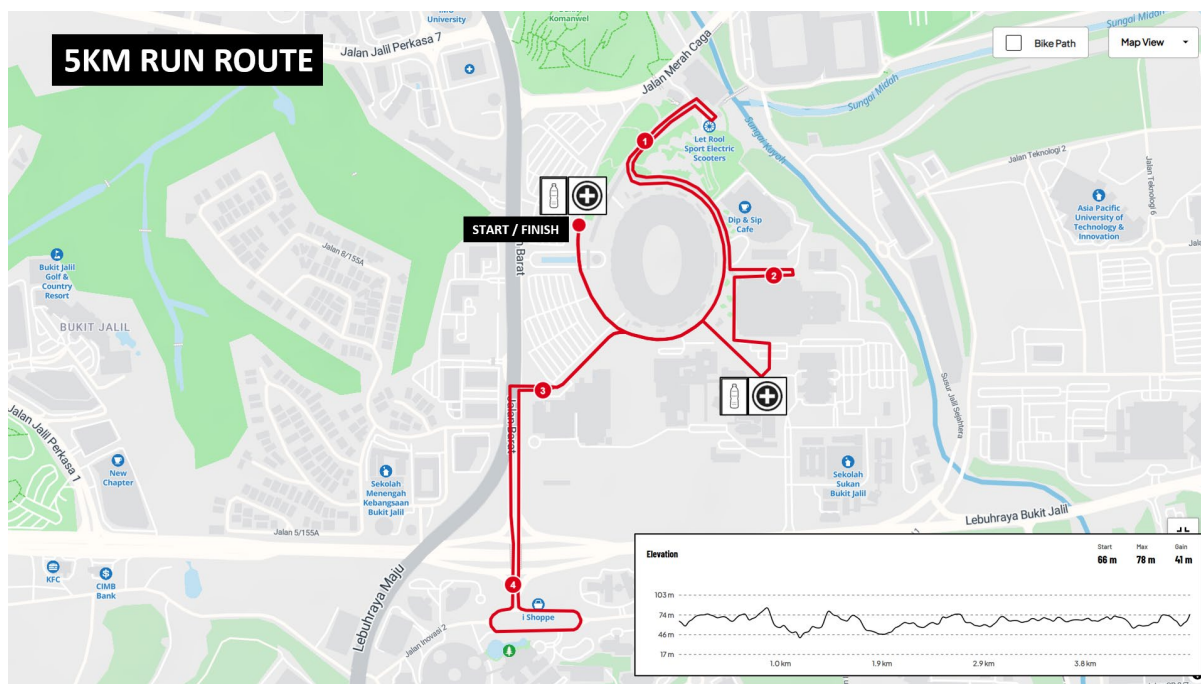 5KM RUN ROUTE
University
Komanwel
Jalan Jalil Perkasa 7
Jalan Merah Caga
Sungai Midah
Bike Path
Map View
Sungai Midah
1
Let Rool
Sport Electric
Scooters
Sungai Kuyoh
Jalan Teknologi 2
Jalan Teknologi 6
Asia Pacific
University of
Technology &
Innovation
START / FINISH
Dip & Sip
Cafe
Jalan 8/155A
Bukit Jalil
Golf &
Country
Resort
BUKIT JALIL
2
3
Jalan Barat
Susur Jalil Sejahtera
Jalan Jalil Perkasa 1
New
Chapter
Sekolah
Menengah
Kebangsaan
Bukit Jalil
Sekolah
Sukan
Bukit Jalil
Lebuhraya Bukit Jalil
Jalan 5/155A
KFC
CIMB
Bank
Lebuhraya Maju
4
I Shoppe
Jalan Inovasi 2
Elevation
Start
Max
Gain
66 m
78 m
41 m
103 m
74 m
46 m
17 m
1.0 km
1.9 km
2.9 km
3.8 km